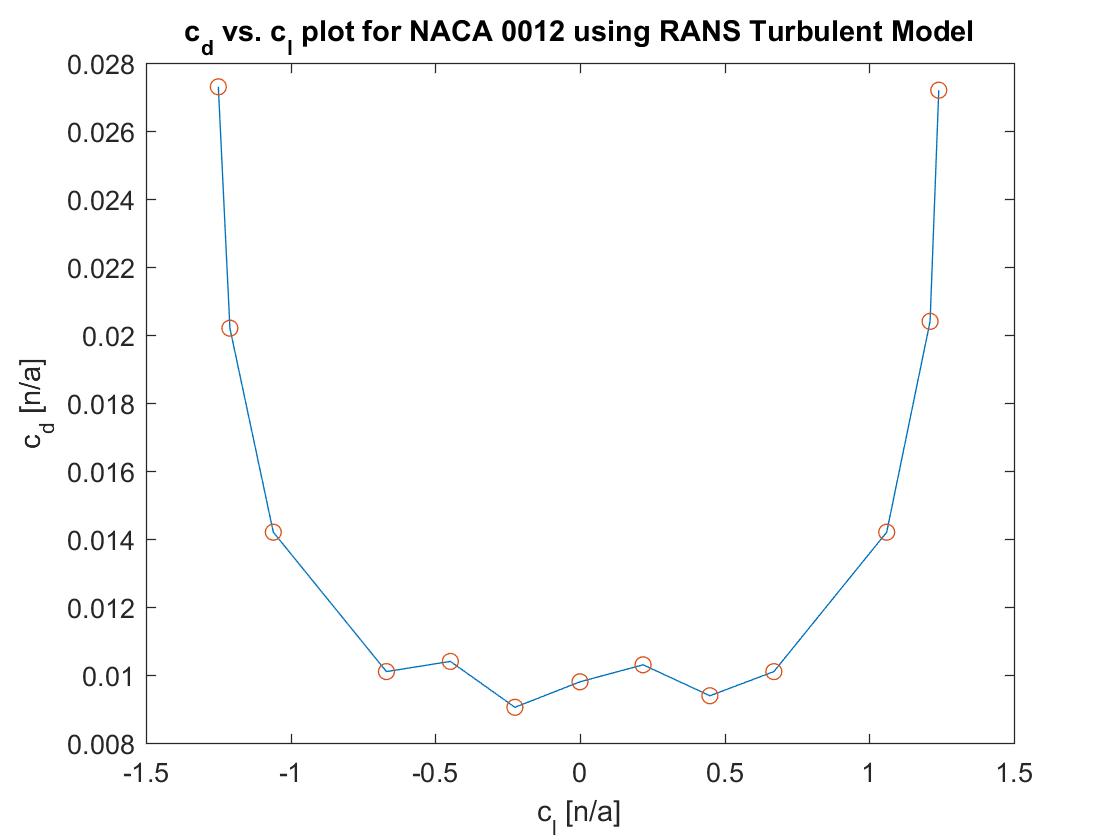 c_d vs. c_l plot for NACA 0012 using RANS Turbulent Model
0.028
0.026
0.024
0.022
0.02
0.018
0.016
0.014
0.012
0.01
0.008
c_d [n/a]
-1.5 -1 -0.5 0 0.5 1 1.5
c_l [n/a]